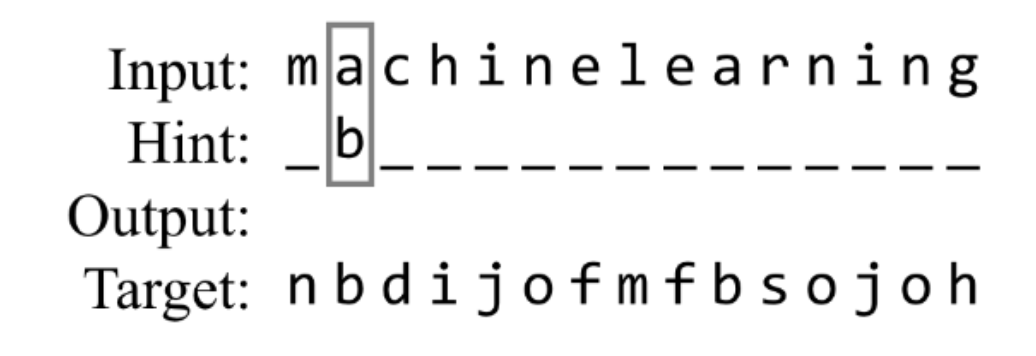 Input: m a c h i n e l e a r n i n g
Hint: _ b _ _ _ _ _ _ _ _ _ _ _ _ _
Output:
Target: n b d i j o f m f b s o j o h